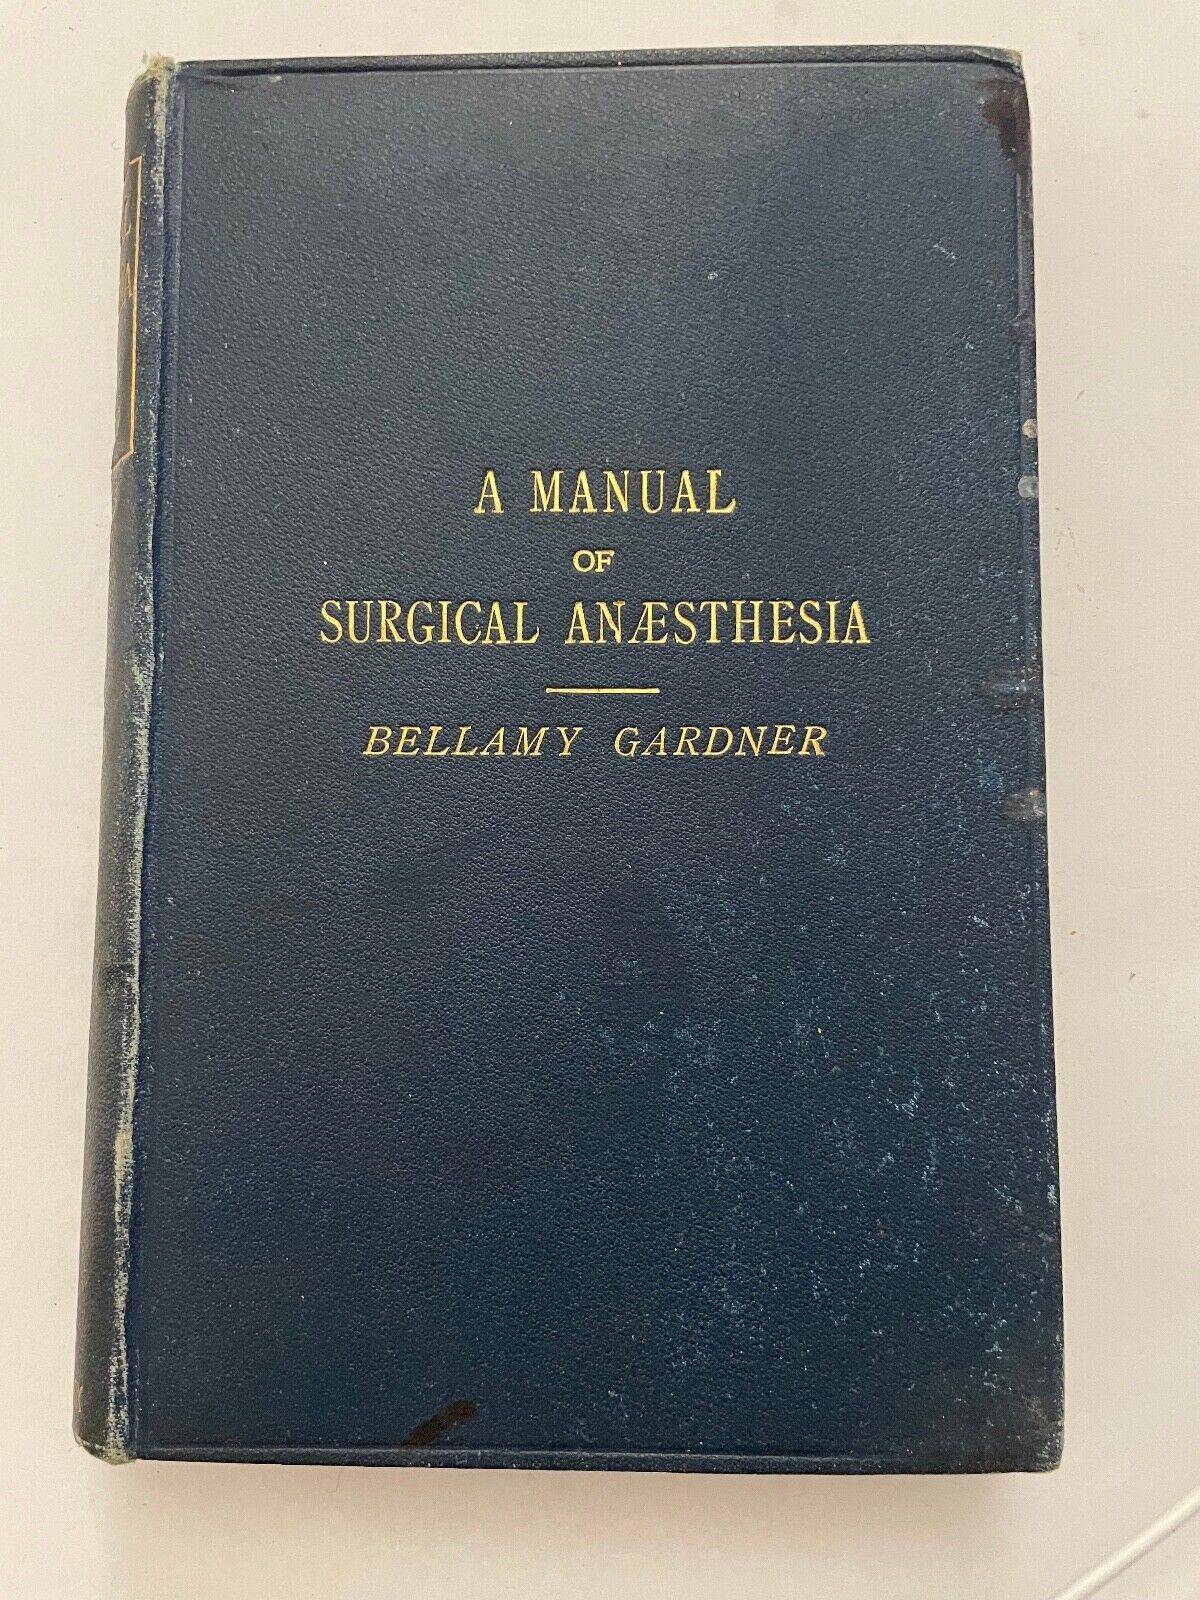 A MANUAL
OF
SURGICAL ANÆSTHESIA
BELLAMY GARDNER